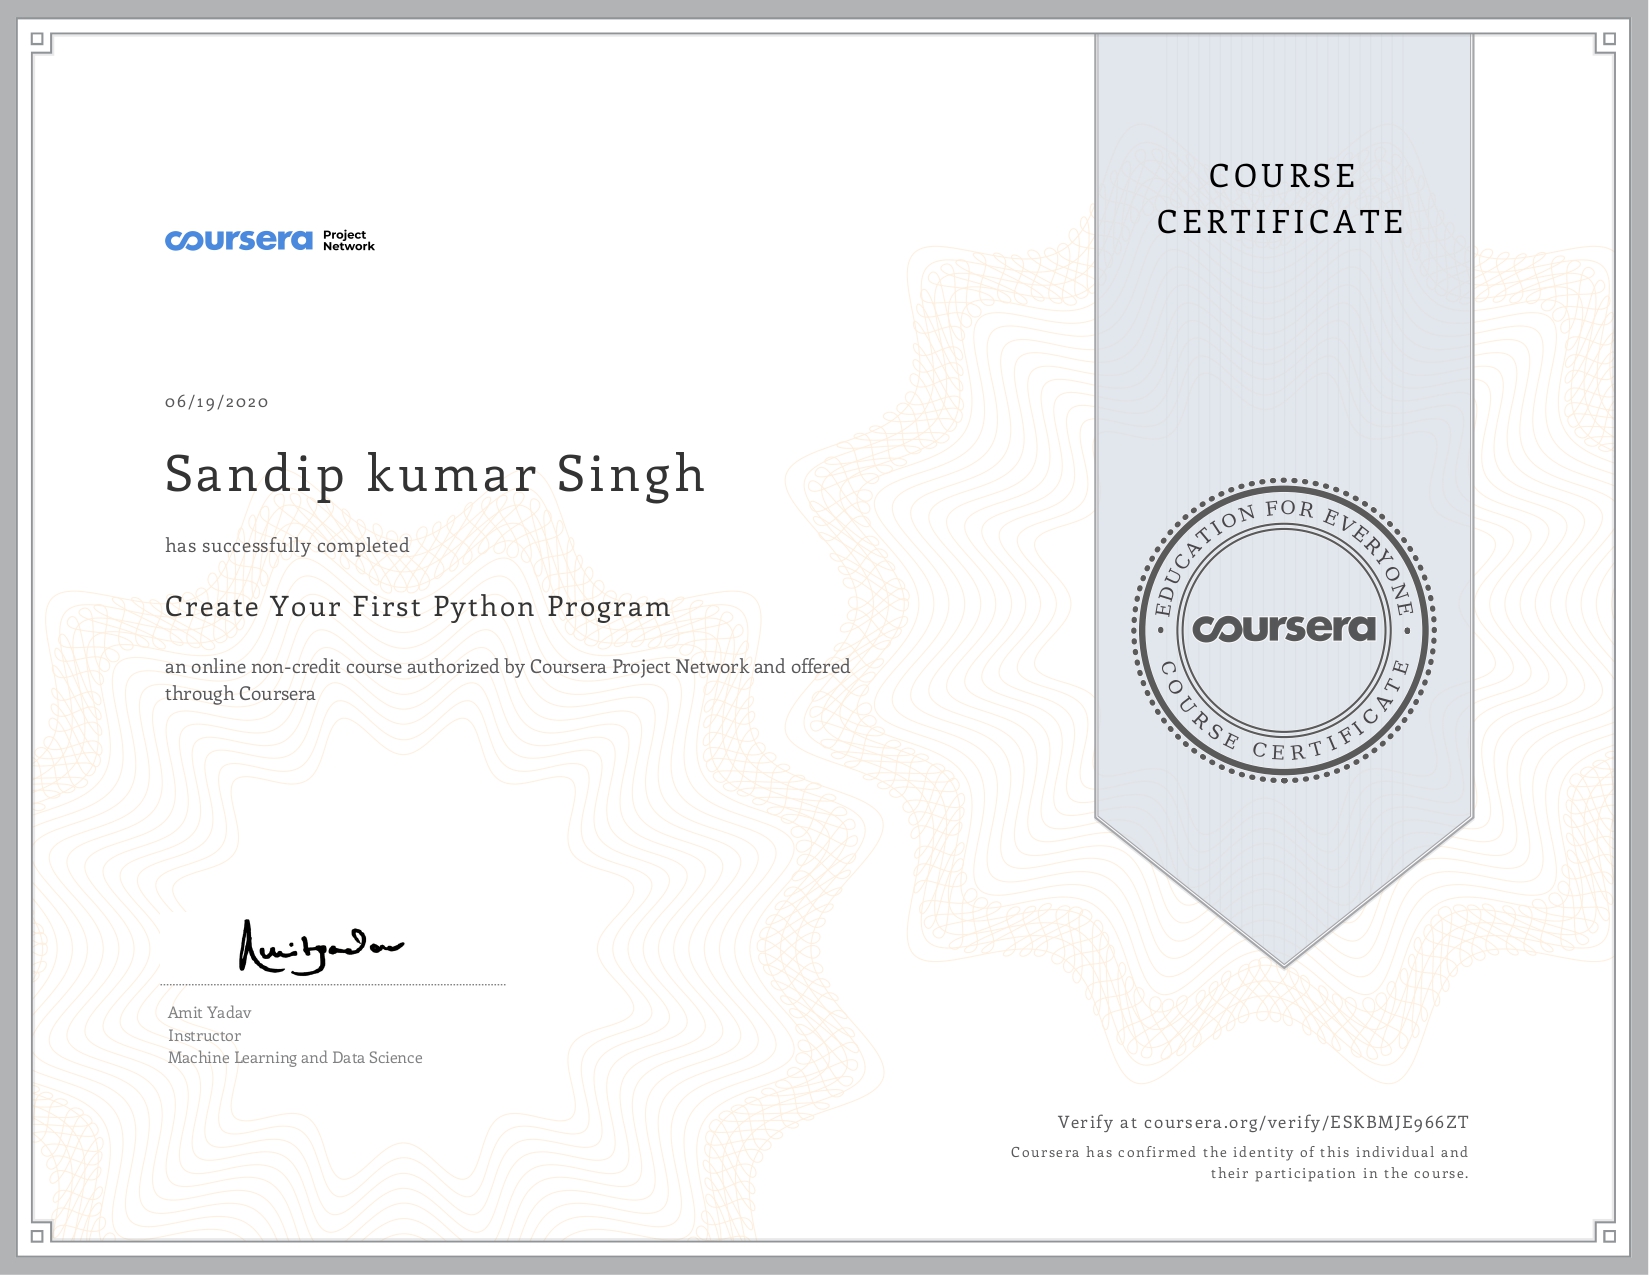 COURSE
CERTIFICATE
coursera Project
Network
06/19/2020
Sandip kumar Singh
has successfully completed
Create Your First Python Program
an online non-credit course authorized by Coursera Project Network and offered
through Coursera
EDUCATION FOR EVERYONE
coursera
COURSE CERTIFICATE
Amit Yadav
Amit Yadav
Instructor
Machine Learning and Data Science
Verify at coursera.org/verify/ESKBMJE966ZT
Coursera has confirmed the identity of this individual and
their participation in the course.